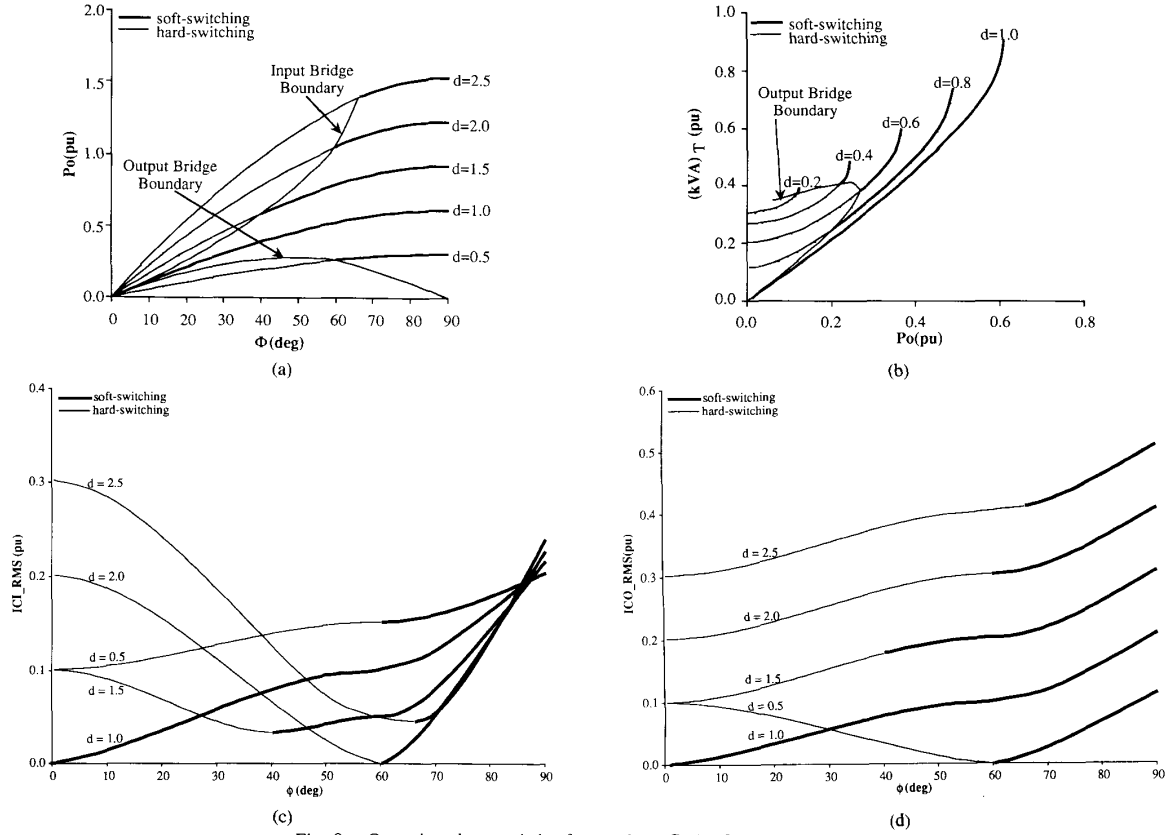 soft-switching
hard-switching
Input Bridge
Boundary
Output Bridge
Boundary
d=2.5
d=2.0
d=1.5
d=1.0
d=0.5
Po(pu)
2.0
1.5
1.0
0.5
0.0
0 10 20 30 40 50 60 70 80 90
Φ(deg)
(a)
soft-switching
hard-switching
Output Bridge
Boundary
d=1.0
d=0.8
d=0.6
d=0.4
d=0.2
(kVA)T (pu)
1.0
0.8
0.6
0.4
0.2
0.0
0.0 0.2 0.4 0.6 0.8
Po(pu)
(b)
soft-switching
hard-switching
d = 2.5
d = 2.0
d = 0.5
d = 1.5
d = 1.0
ICI_RMS(pu)
0.4
0.3
0.2
0.1
0.0
0 10 20 30 40 50 60 70 80 90
ϕ(deg)
(c)
soft-switching
hard-switching
d = 2.5
d = 2.0
d = 1.5
d = 0.5
d = 1.0
ICO_RMS(pu)
0.6
0.5
0.4
0.3
0.2
0.1
0.0
0 10 20 30 40 50 60 70 80 90
ϕ(deg)
(d)